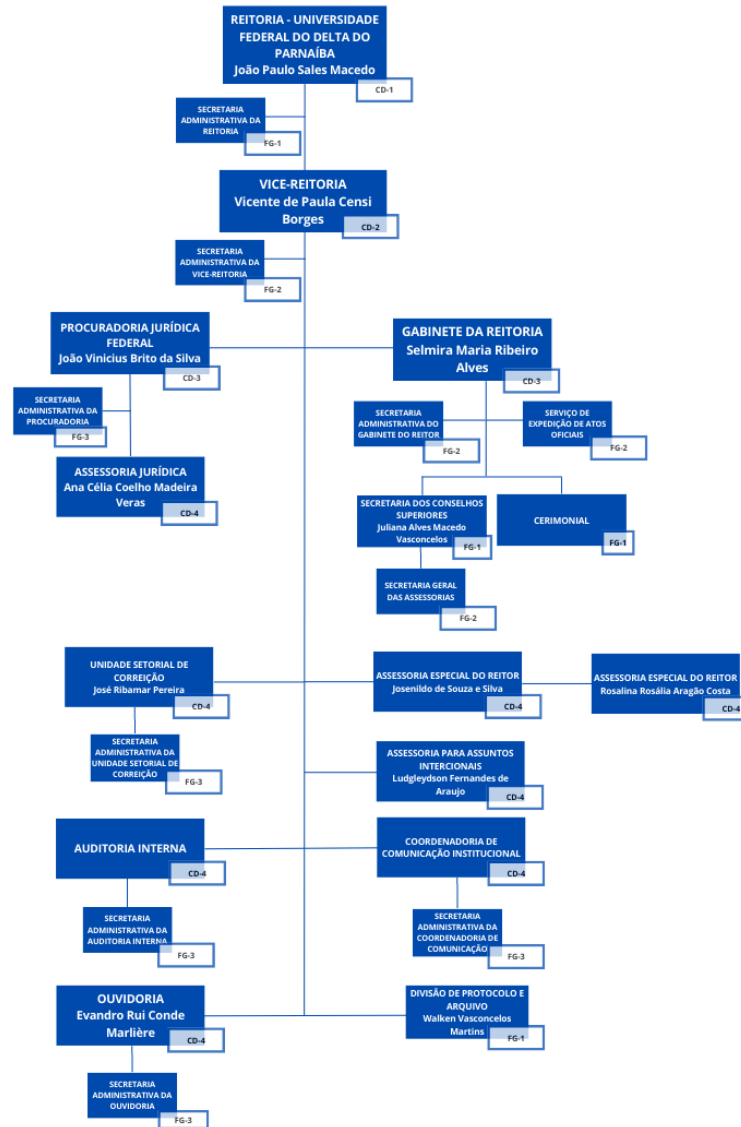 REITORIA - UNIVERSIDADE
FEDERAL DO DELTA DO
PARNAÍBA
João Paulo Sales Macedo
CD-1
SECRETARIA
ADMINISTRATIVA DA
REITORIA
FG-1
VICE-REITORIA
Vicente de Paula Censi
Borges
CD-2
SECRETARIA
ADMINISTRATIVA DA
VICE-REITORIA
FG-2
PROCURADORIA JURÍDICA
FEDERAL
João Vinicius Brito da Silva
CD-3
GABINETE DA REITORIA
Selmira Maria Ribeiro
Alves
CD-3
SECRETARIA
ADMINISTRATIVA DA
PROCURADORIA
FG-3
SECRETARIA
ADMINISTRATIVA DO
GABINETE DO REITOR
FG-2
SERVIÇO DE
EXPEDIÇÃO DE ATOS
OFICIAIS
FG-2
ASSESSORIA JURÍDICA
Ana Célia Coelho Madeira
Veras
CD-4
SECRETARIA DOS CONSELHOS
SUPERIORES
Juliana Alves Macedo
Vasconcelos
FG-1
CERIMONIAL
FG-1
SECRETARIA GERAL
DAS ASSESSORIAS
FG-2
UNIDADE SETORIAL DE
CORREIÇÃO
José Ribamar Pereira
CD-4
ASSESSORIA ESPECIAL DO REITOR
Josenildo de Souza e Silva
CD-4
ASSESSORIA ESPECIAL DO REITOR
Rosalina Rosália Aragão Costa
CD-4
SECRETARIA
ADMINISTRATIVA DA
UNIDADE SETORIAL DE
CORREIÇÃO
FG-3
ASSESSORIA PARA ASSUNTOS
INTERCIONAIS
Ludgleydson Fernandes de
Araujo
CD-4
AUDITORIA INTERNA
CD-4
COORDENADORIA DE
COMUNICAÇÃO INSTITUCIONAL
CD-4
SECRETARIA
ADMINISTRATIVA DA
AUDITORIA INTERNA
FG-3
SECRETARIA
ADMINISTRATIVA DA
COORDENADORIA DE
COMUNICAÇÃO
FG-3
OUVIDORIA
Evandro Rui Conde
Marlière
CD-4
DIVISÃO DE PROTOCOLO E
ARQUIVO
Walken Vasconcelos
Martins
FG-1
SECRETARIA
ADMINISTRATIVA DA
OUVIDORIA
FG-3